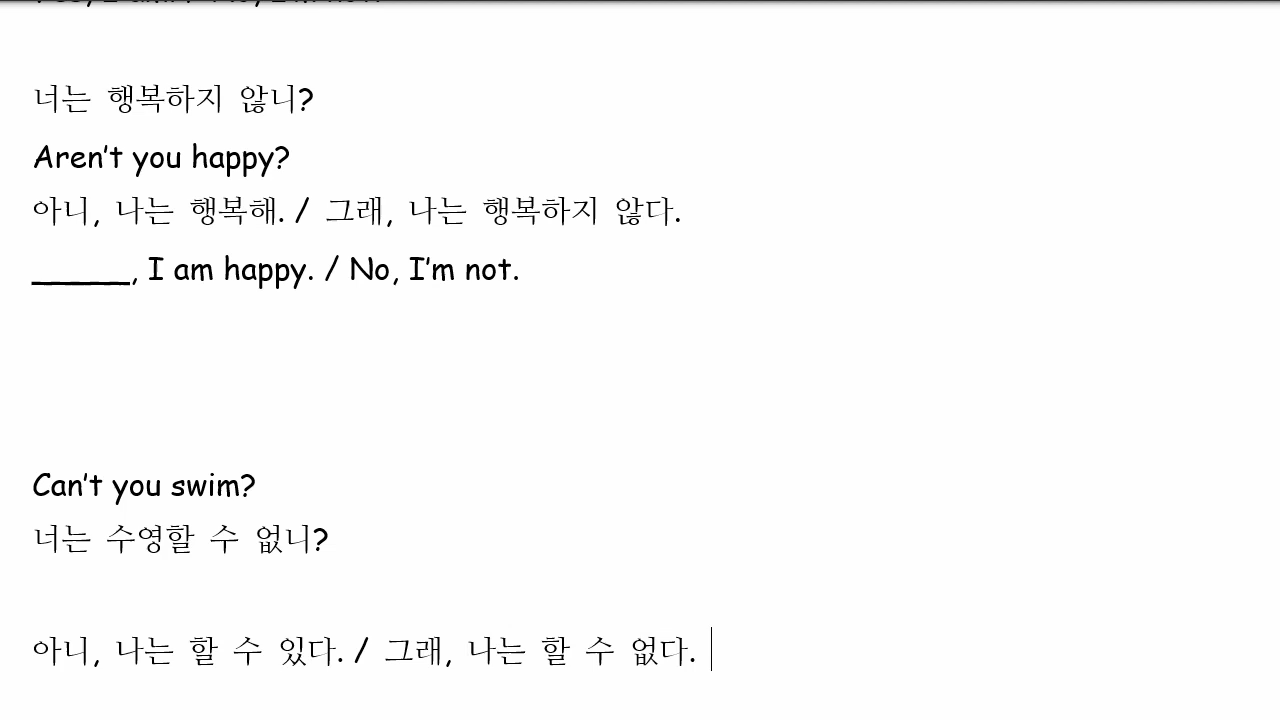 너는 행복하지 않니?
Aren't you happy?
아니, 나는 행복해. / 그래, 나는 행복하지 않다.
_____, I am happy. / No, I'm not.
Can't you swim?
너는 수영할 수 없니?
아니, 나는 할 수 있다. / 그래, 나는 할 수 없다.